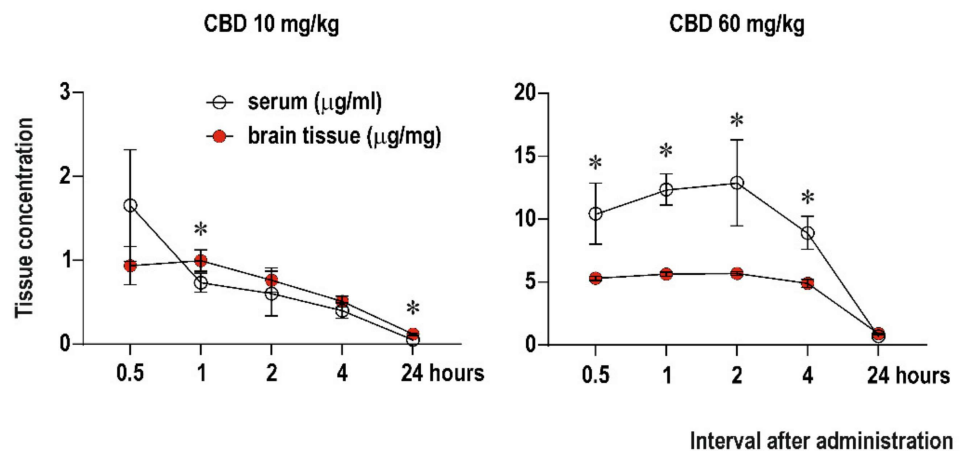 CBD 10 mg/kg
CBD 60 mg/kg
Tissue concentration
3
2
1
0
serum (μg/ml)
brain tissue (μg/mg)
*
*
0.5 1 2 4 24 hours
20
15
10
5
0
* * * *
0.5 1 2 4 24 hours
Interval after administration